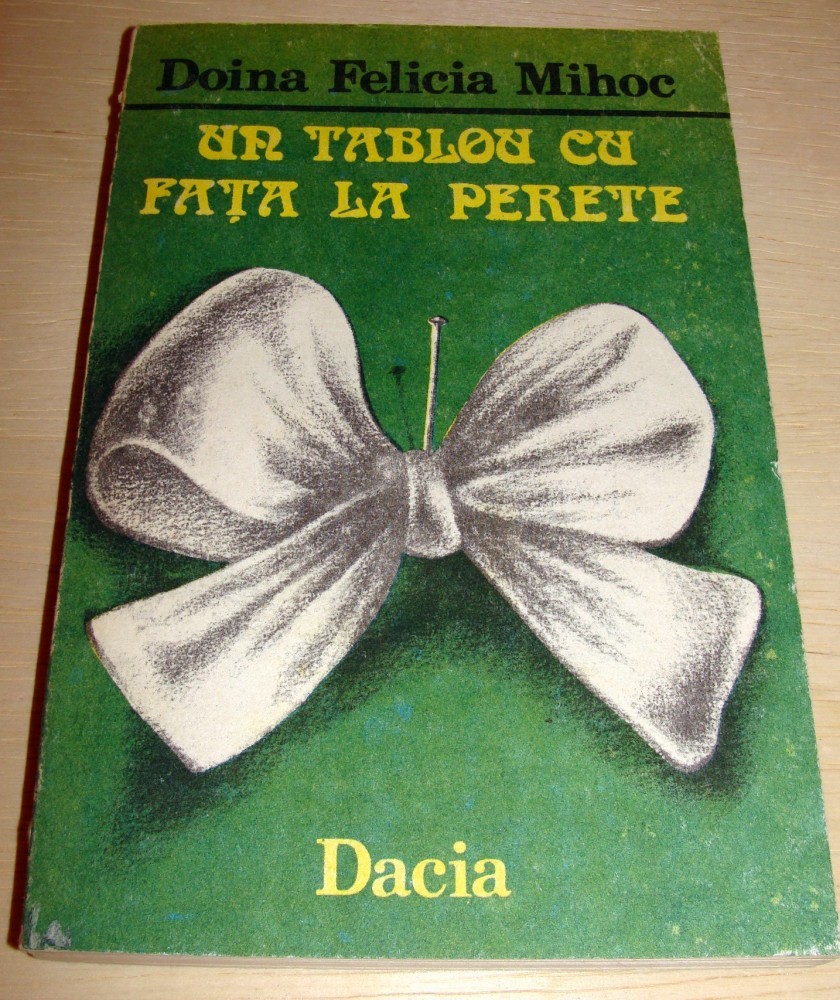 Doina Felicia Mihoc
UN TABLOU CU
FAȚA LA PERETE
Dacia